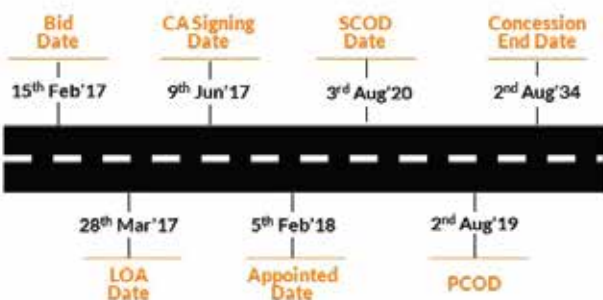 Bid
Date
CA Signing
Date
SCOD
Date
Concession
End Date
15th Feb'17
9th Jun'17
3rd Aug'20
2nd Aug'34
28th Mar'17
5th Feb'18
2nd Aug'19
LOA
Date
Appointed
Date
PCOD